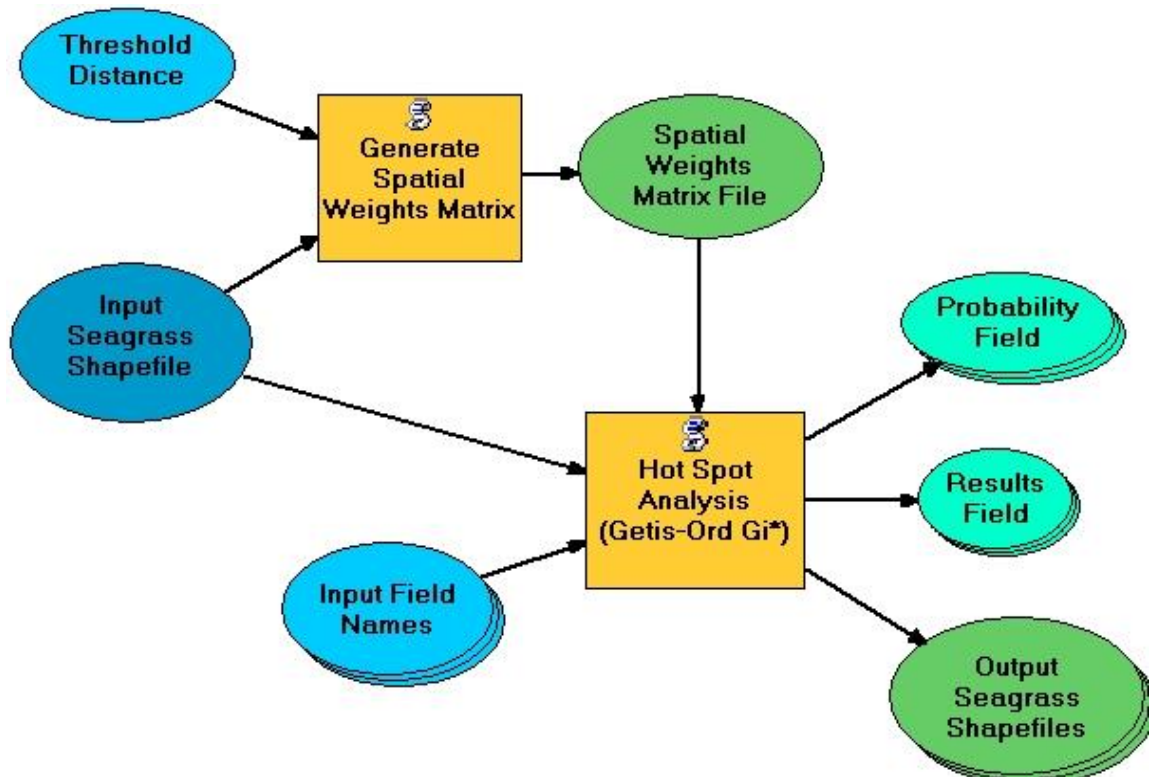 Threshold
Distance
Generate
Spatial
Weights Matrix
Spatial
Weights
Matrix File
Input
Seagrass
Shapefile
Probability
Field
Hot Spot
Analysis
(Getis-Ord Gi*)
Results
Field
Input Field
Names
Output
Seagrass
Shapefiles